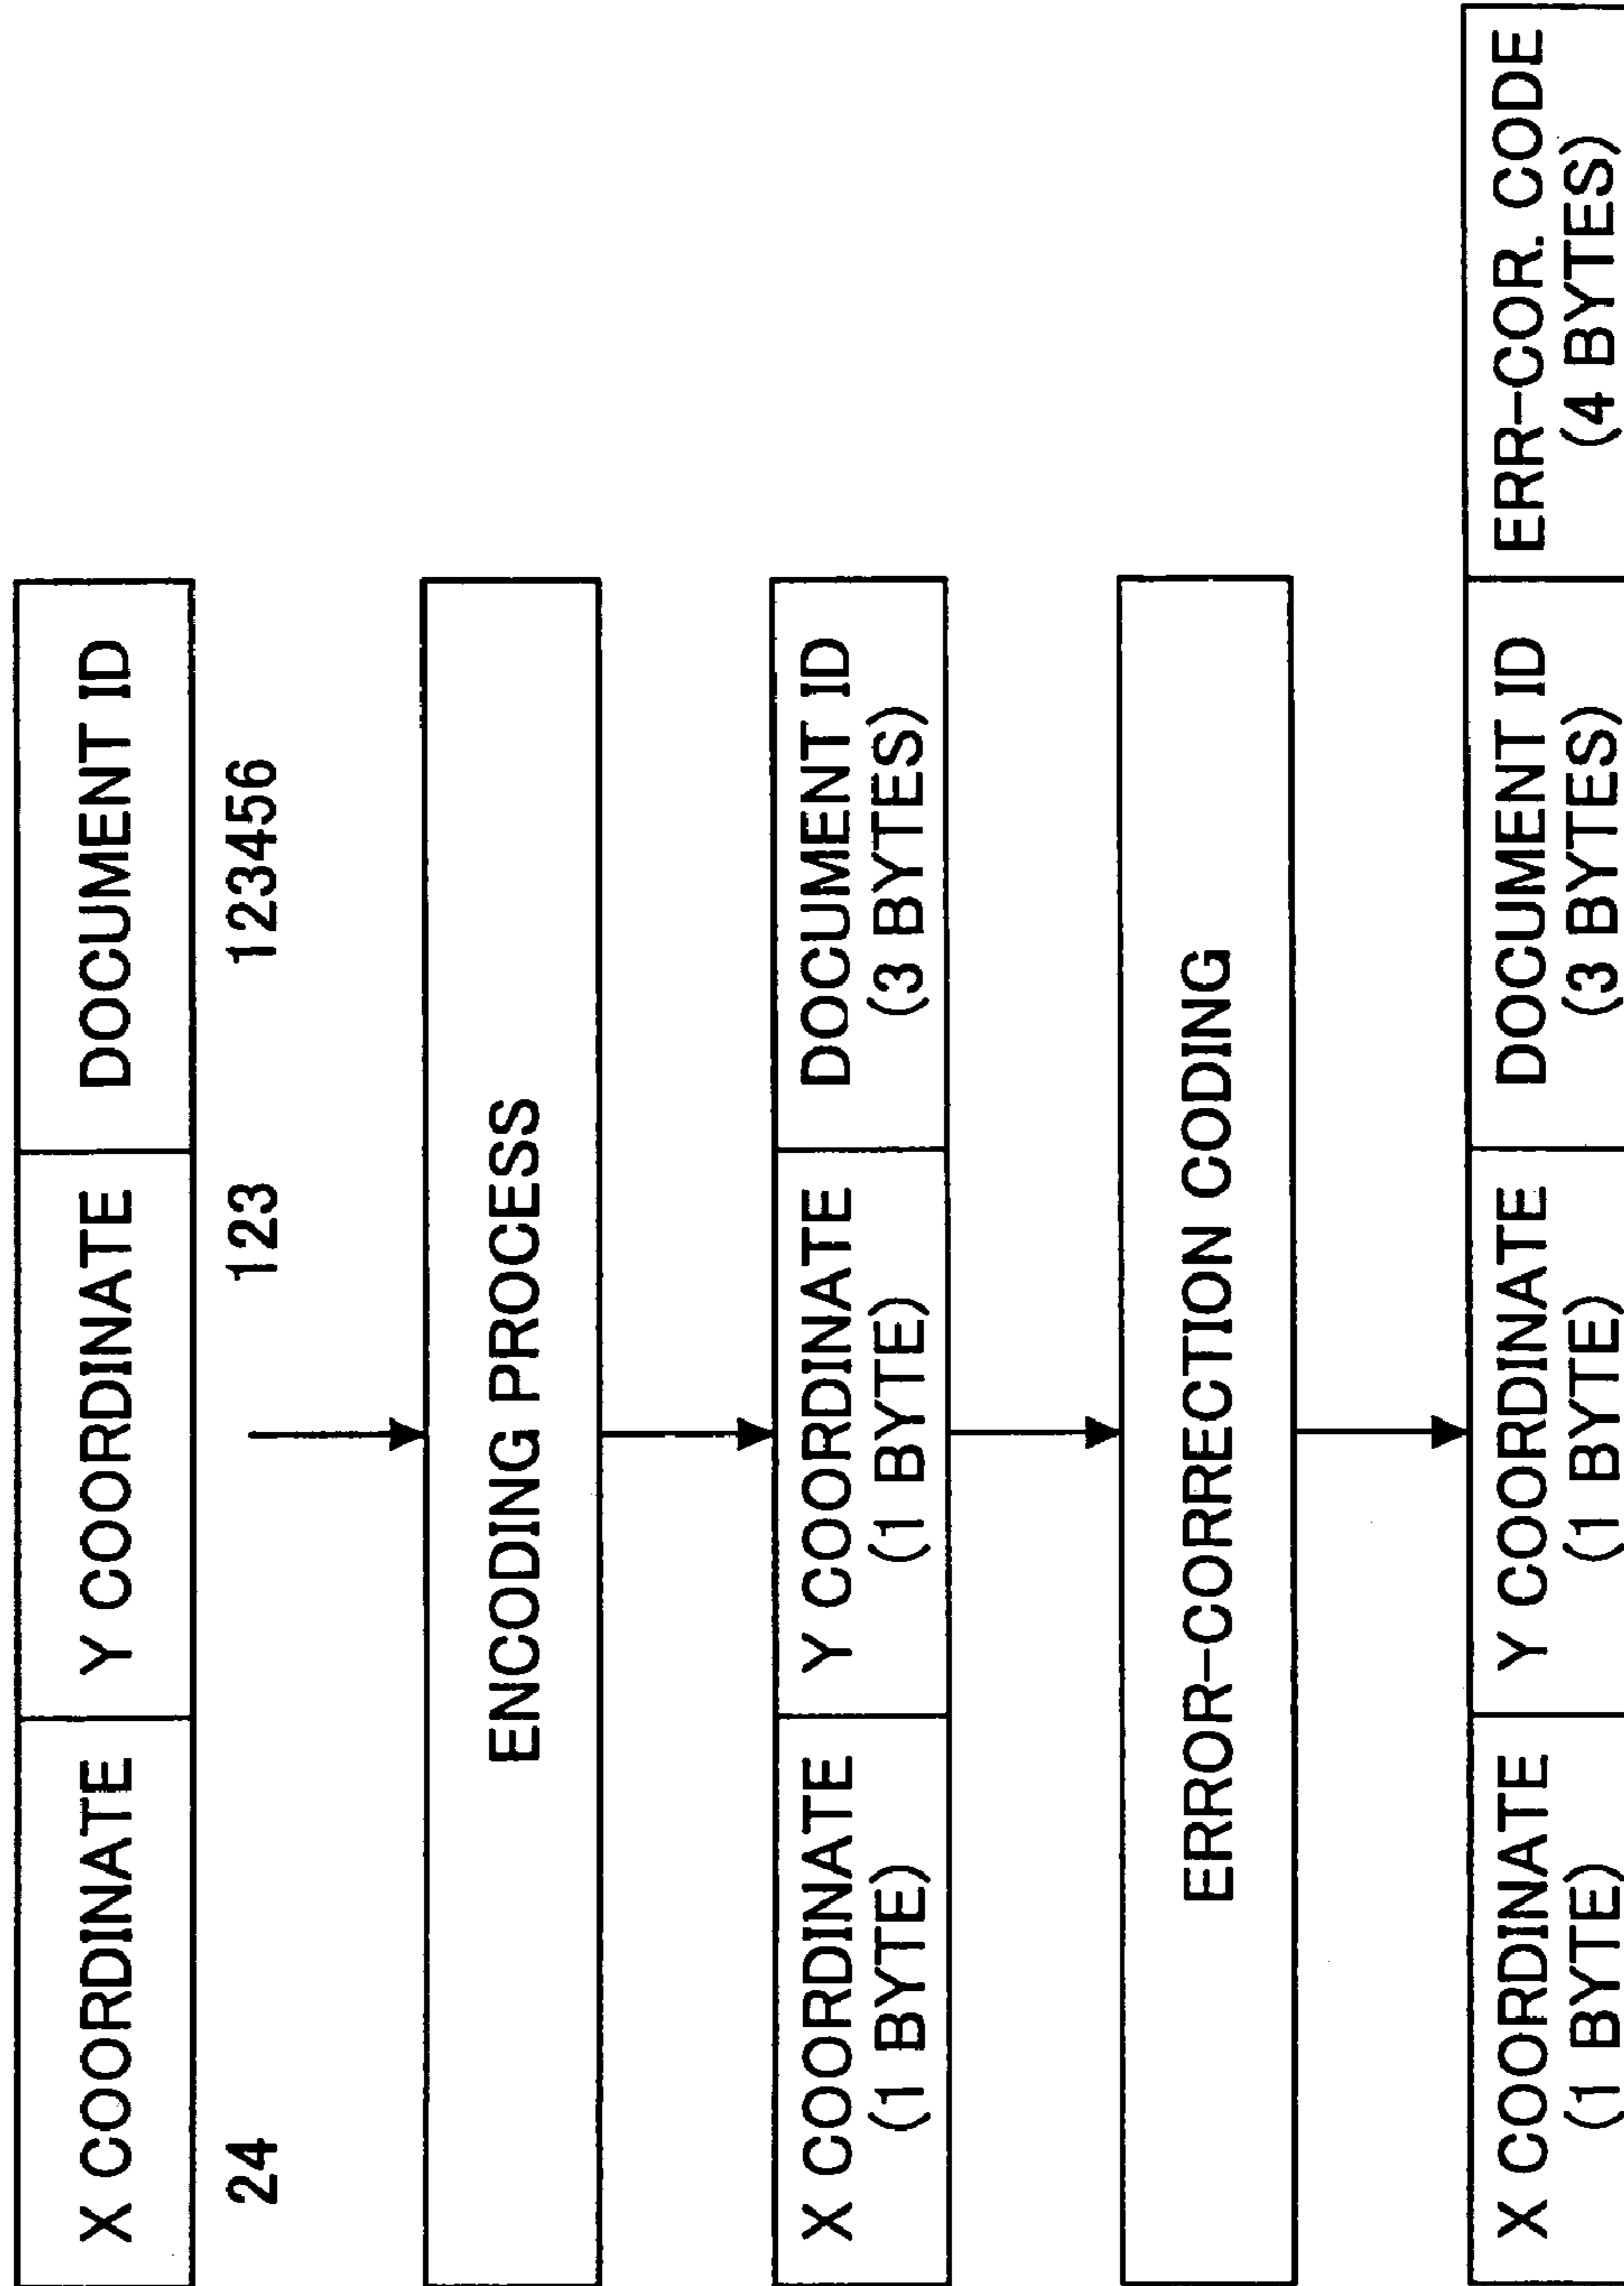 X COORDINATE
Y COORDINATE
DOCUMENT ID
24
123
123456
ENCODING PROCESS
X COORDINATE
(1 BYTE)
Y COORDINATE
(1 BYTE)
DOCUMENT ID
(3 BYTES)
ERROR-CORRECTION CODING
X COORDINATE
(1 BYTE)
Y COORDINATE
(1 BYTE)
DOCUMENT ID
(3 BYTES)
ERR-COR. CODE
(4 BYTES)